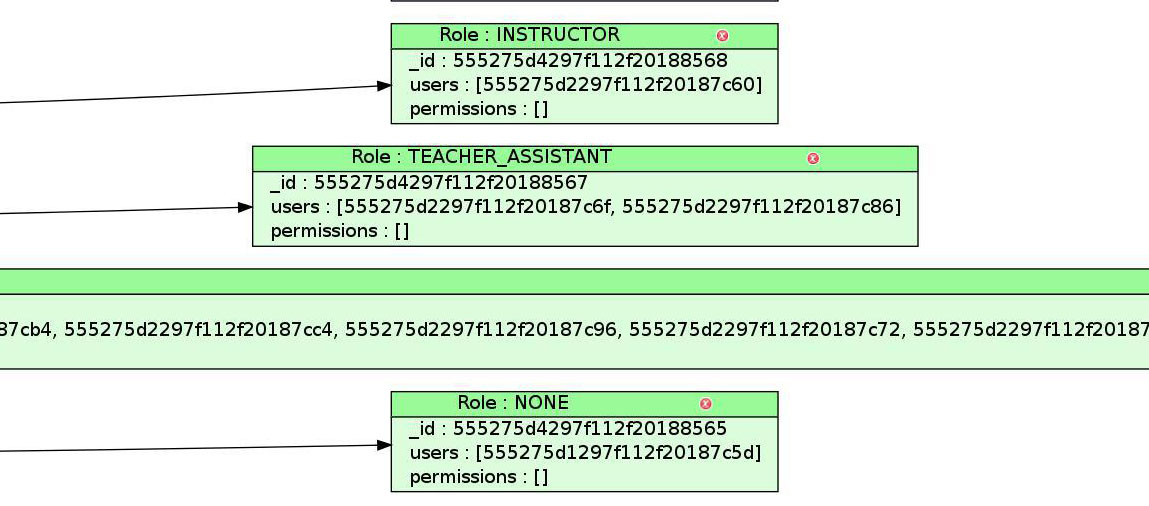 Role : INSTRUCTOR
_id : 555275d4297f112f20188568
users : [555275d2297f112f20187c60]
permissions : []
Role : TEACHER_ASSISTANT
_id : 555275d4297f112f20188567
users : [555275d2297f112f20187c6f, 555275d2297f112f20187c86]
permissions : []
87cb4, 555275d2297f112f20187cc4, 555275d2297f112f20187c96, 555275d2297f112f20187c72, 555275d2297f112f20187
Role : NONE
_id : 555275d4297f112f20188565
users : [555275d1297f112f20187c5d]
permissions : []